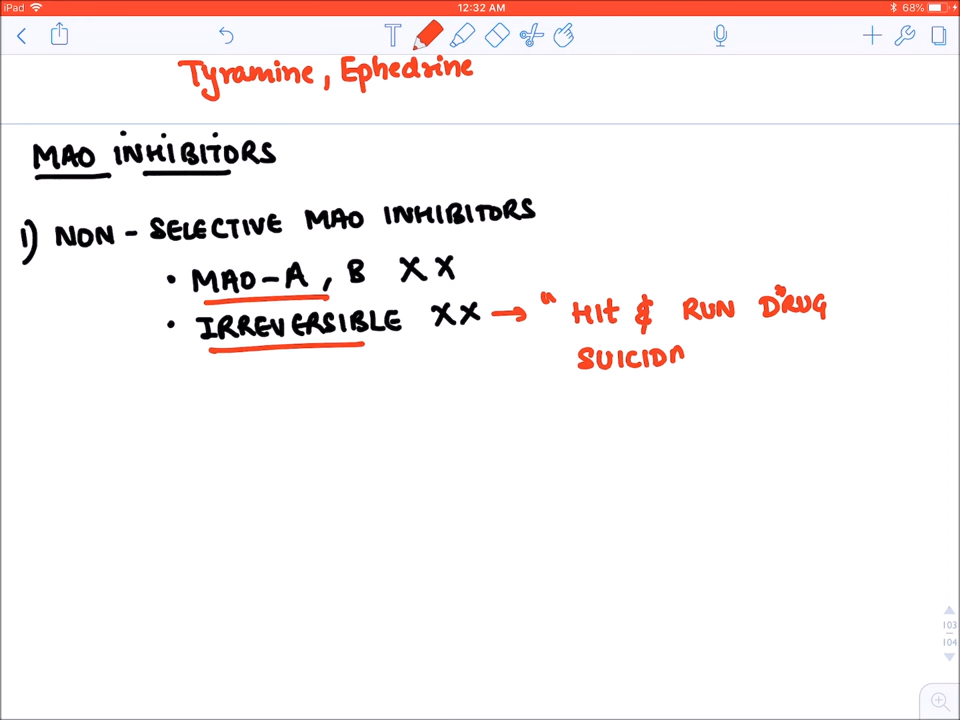 iPad 12:32 AM 68%
T
Tyramine, Ephedrine
MAO INHIBITORS
1) NON - SELECTIVE MAO INHIBITORS
• MAO-A, B XX
• IRREVERSIBLE XX → " HIt & RUN DRUG
SUICIDA
103
104